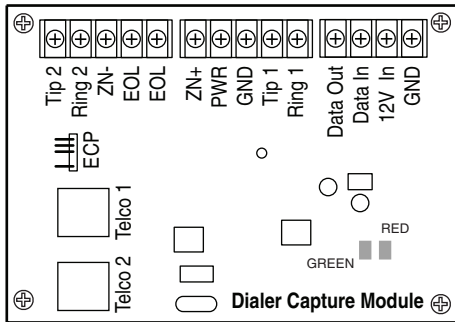 Tip 2
Ring 2
ZN-
EOL
EOL
ZN+
PWR
GND
Tip 1
Ring 1
Data Out
Data In
12V In
GND
ECP
Telco 1
Telco 2
RED
GREEN
Dialer Capture Module